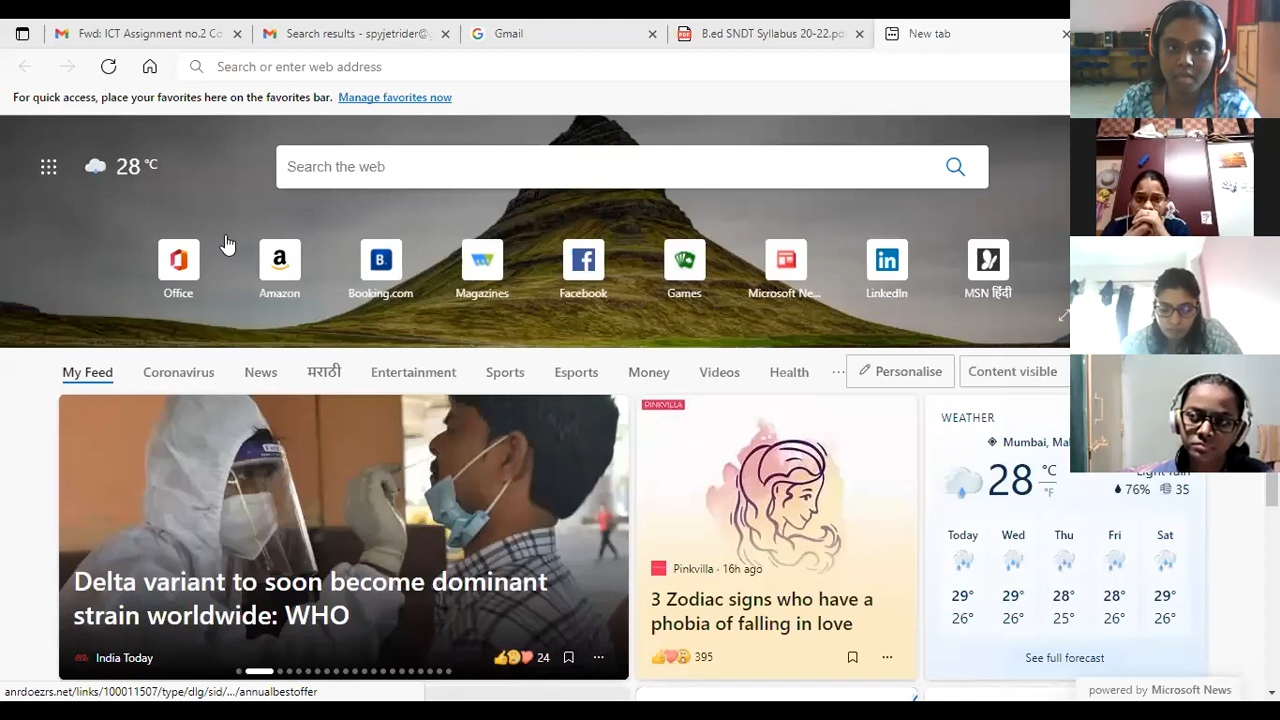 Fwd: ICT Assignment no.2 Co
Search results - spyjetrider@
Gmail
B.ed SNDT Syllabus 20-22.pd
New tab
Search or enter web address
For quick access, place your favorites here on the favorites bar. Manage favorites now
28 °C
Search the web
Office
Amazon
Booking.com
Magazines
Facebook
Games
Microsoft Ne...
LinkedIn
MSN हिंदी
My Feed
Coronavirus
News
मराठी
Entertainment
Sports
Esports
Money
Videos
Health
...
Personalise
Content visible
Delta variant to soon become dominant
strain worldwide: WHO
India Today
24
PINKVILLA
Pinkvilla · 16h ago
3 Zodiac signs who have a
phobia of falling in love
395
WEATHER
Mumbai, Mah
28 °C
°F
Light rain
76% 35
Today Wed Thu Fri Sat
29° 29° 28° 28° 29°
26° 26° 25° 26° 26°
See full forecast
powered by Microsoft News
anrdoezrs.net/links/100011507/type/dlg/sid/.../annualbestoffer